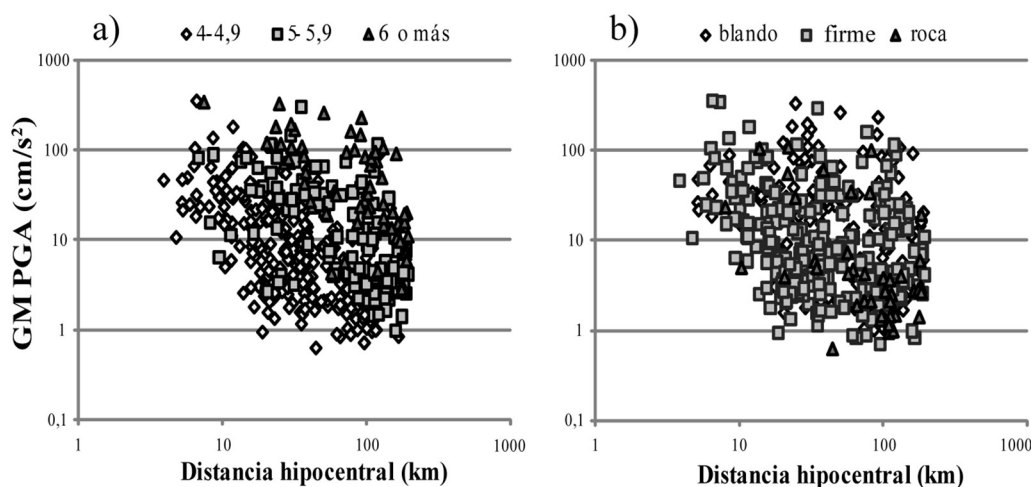 a) 4-4,9 5-5,9 6 o más
b) blando firme roca
GM PGA (cm/s²)
1000
100
10
1
0,1
1 10 100 1000
Distancia hipocentral (km)
1000
100
10
1
0,1
1 10 100 1000
Distancia hipocentral (km)